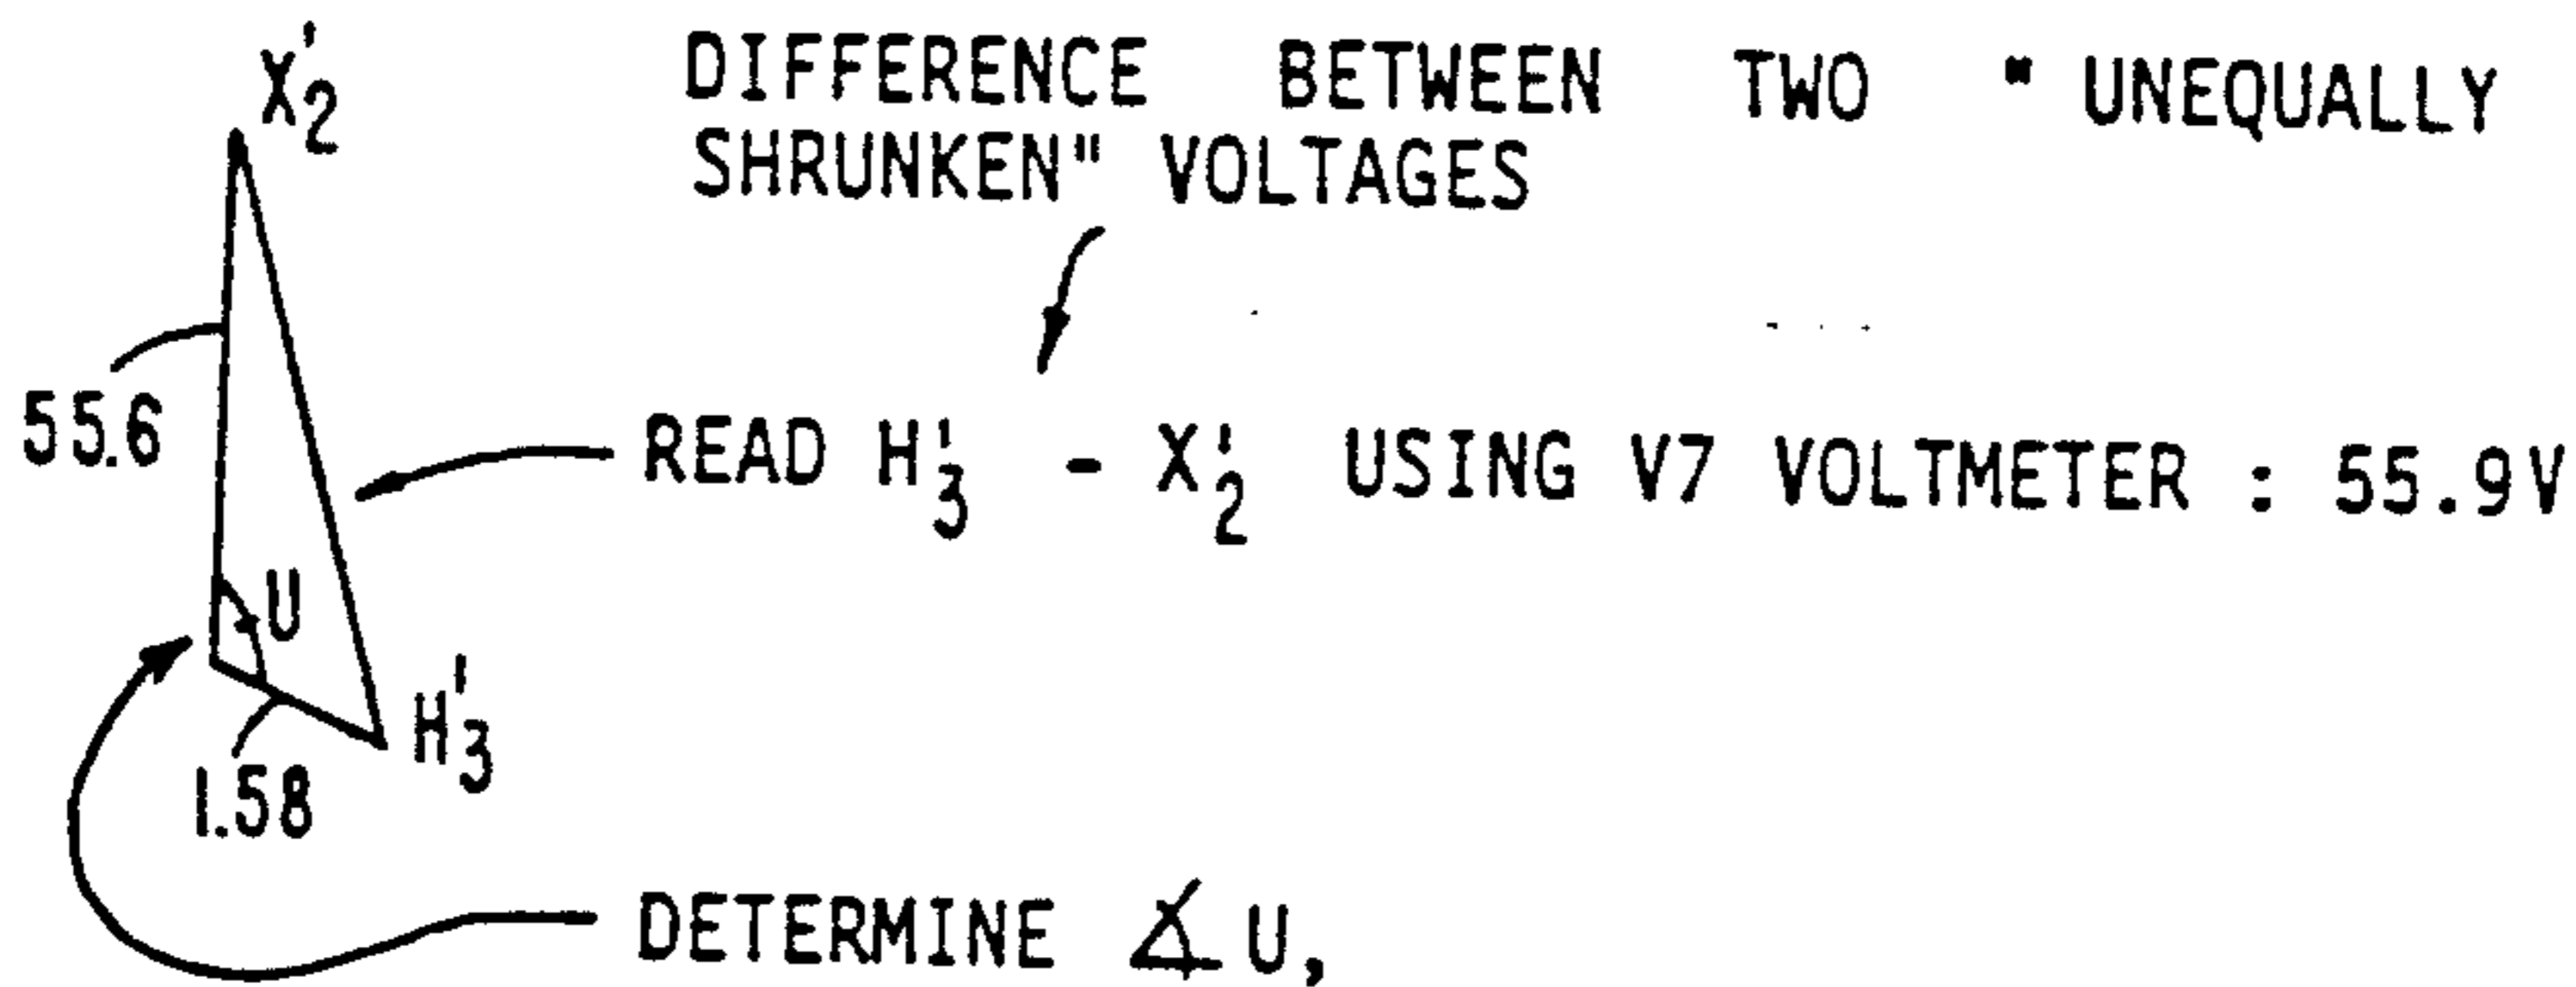 X'2
DIFFERENCE BETWEEN TWO " UNEQUALLY
SHRUNKEN" VOLTAGES
55.6
READ H'3 - X'2 USING V7 VOLTMETER : 55.9V
U
H'3
1.58
DETERMINE ∡ U,